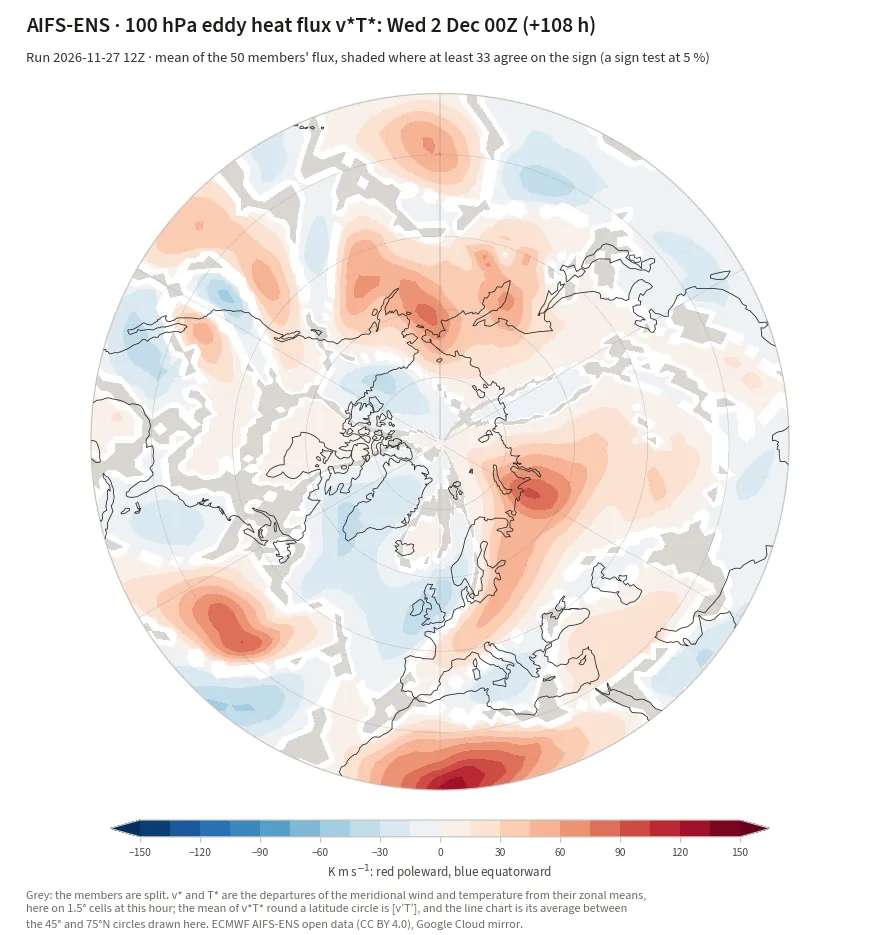 AIFS-ENS · 100 hPa eddy heat flux v*T*: Wed 2 Dec 00Z (+108 h)
Run 2026-11-27 12Z · mean of the 50 members' flux, shaded where at least 33 agree on the sign (a sign test at 5 %)
−150 −120 −90 −60 −30 0 30 60 90 120 150
K m s⁻¹: red poleward, blue equatorward
Grey: the members are split. v* and T* are the departures of the meridional wind and temperature from their zonal means,
here on 1.5° cells at this hour; the mean of v*T* round a latitude circle is [v′T′], and the line chart is its average between
the 45° and 75°N circles drawn here. ECMWF AIFS-ENS open data (CC BY 4.0), Google Cloud mirror.